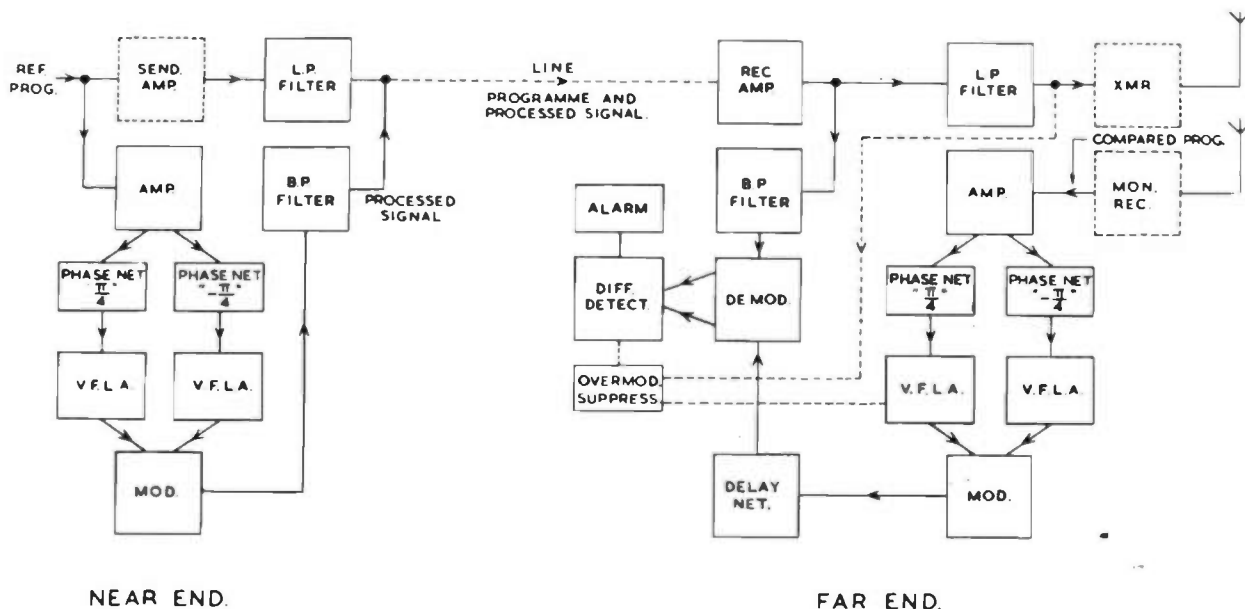 REF. PROG.
SEND. AMP.
L.P. FILTER
LINE
PROGRAMME AND PROCESSED SIGNAL.
REC AMP.
L.P FILTER
XMR
COMPARED PROG.
AMP.
B.P FILTER
PROCESSED SIGNAL
ALARM
B.P FILTER
AMP.
MON. REC.
PHASE NET "π/4"
PHASE NET "-π/4"
DIFF. DETECT.
DEMOD.
PHASE NET "π/4"
PHASE NET "-π/4"
V.F.L.A.
V.F.L.A.
OVERMOD. SUPPRESS.
V.F.L.A.
V.F.L.A.
MOD.
DELAY NET.
MOD.
NEAR END.
FAR END.